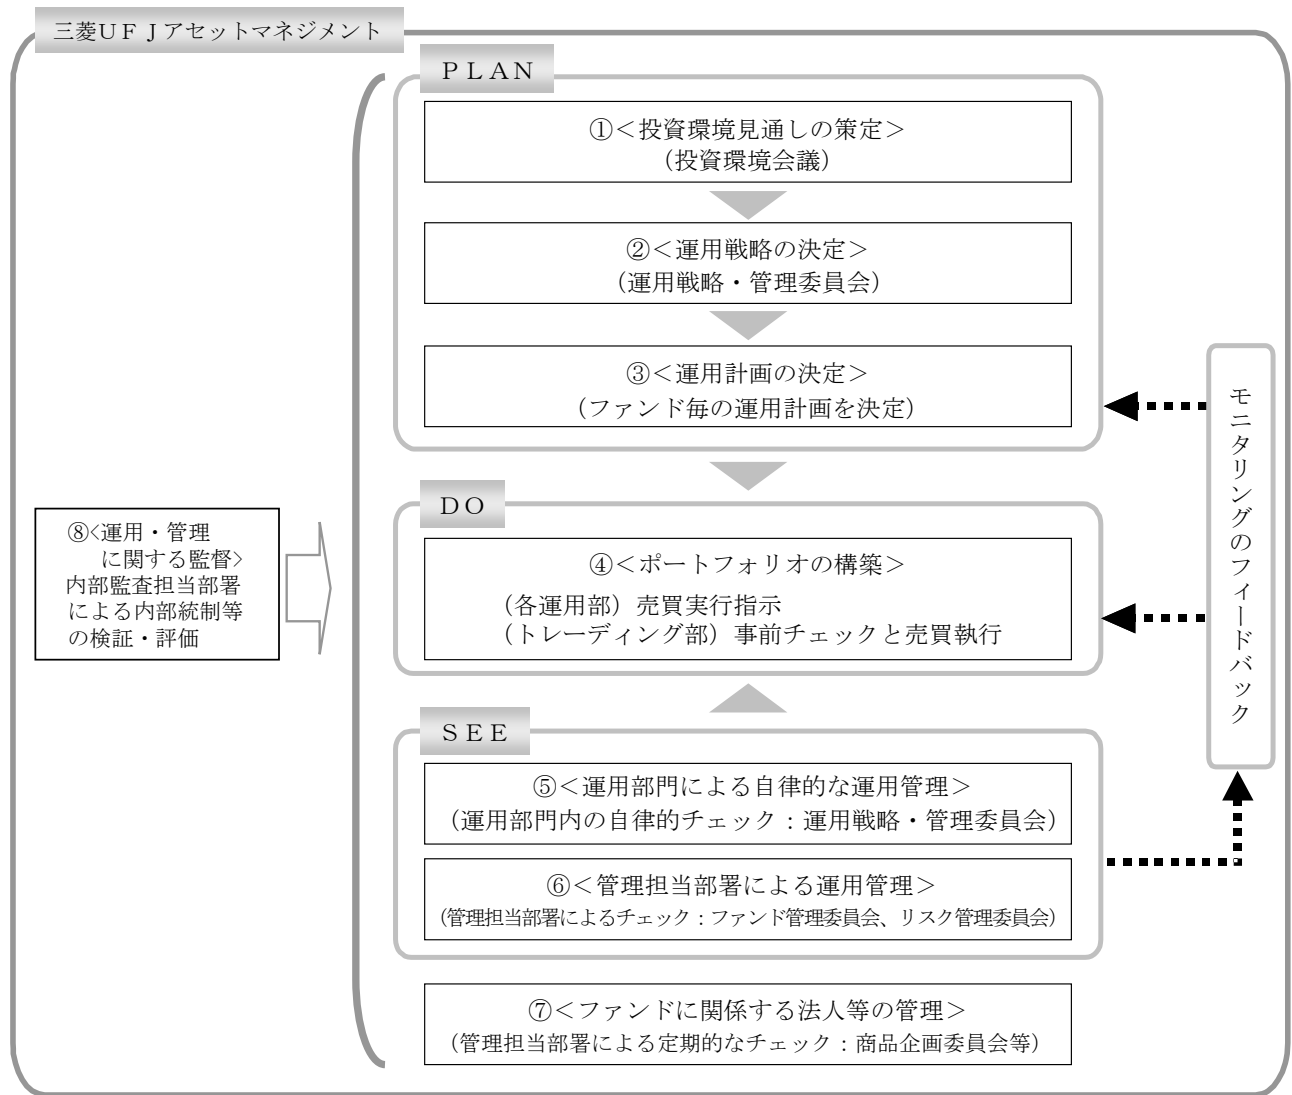 三菱ＵＦＪアセットマネジメント
ＰＬＡＮ
①＜投資環境見通しの策定＞
（投資環境会議）
②＜運用戦略の決定＞
（運用戦略・管理委員会）
③＜運用計画の決定＞
（ファンド毎の運用計画を決定）
ＤＯ
④＜ポートフォリオの構築＞
（各運用部）売買実行指示
（トレーディング部）事前チェックと売買執行
ＳＥＥ
⑤＜運用部門による自律的な運用管理＞
（運用部門内の自律的チェック：運用戦略・管理委員会）
⑥＜管理担当部署による運用管理＞
（管理担当部署によるチェック：ファンド管理委員会、リスク管理委員会）
⑦＜ファンドに関係する法人等の管理＞
（管理担当部署による定期的なチェック：商品企画委員会等）
⑧<運用・管理
に関する監督>
内部監査担当部署
による内部統制等
の検証・評価
モニタリングのフィードバック